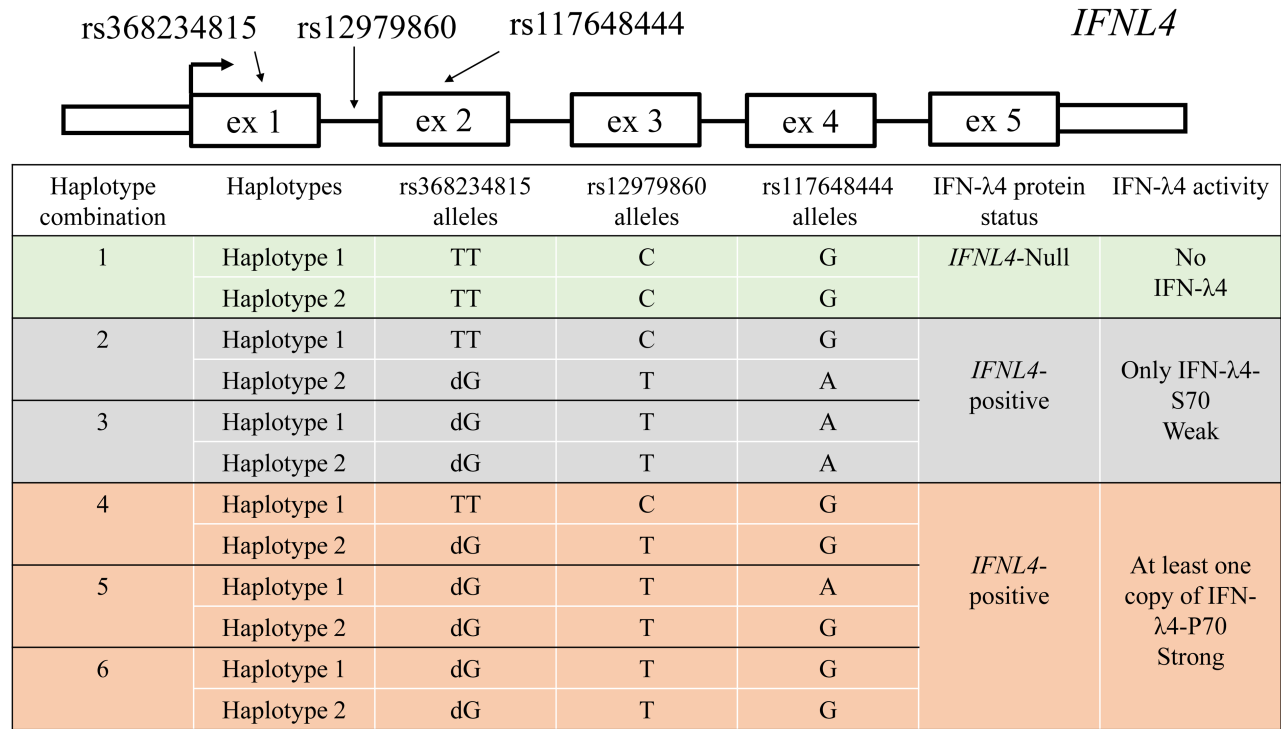 rs368234815 rs12979860 rs117648444 IFNL4
ex 1 ex 2 ex 3 ex 4 ex 5
Haplotype combination Haplotypes rs368234815 alleles rs12979860 alleles rs117648444 alleles IFN-λ4 protein status IFN-λ4 activity
1 Haplotype 1 TT C G IFNL4-Null No IFN-λ4
Haplotype 2 TT C G
2 Haplotype 1 TT C G IFNL4-positive Only IFN-λ4-S70 Weak
Haplotype 2 dG T A
3 Haplotype 1 dG T A
Haplotype 2 dG T A
4 Haplotype 1 TT C G IFNL4-positive At least one copy of IFN-λ4-P70 Strong
Haplotype 2 dG T G
5 Haplotype 1 dG T A
Haplotype 2 dG T G
6 Haplotype 1 dG T G
Haplotype 2 dG T G